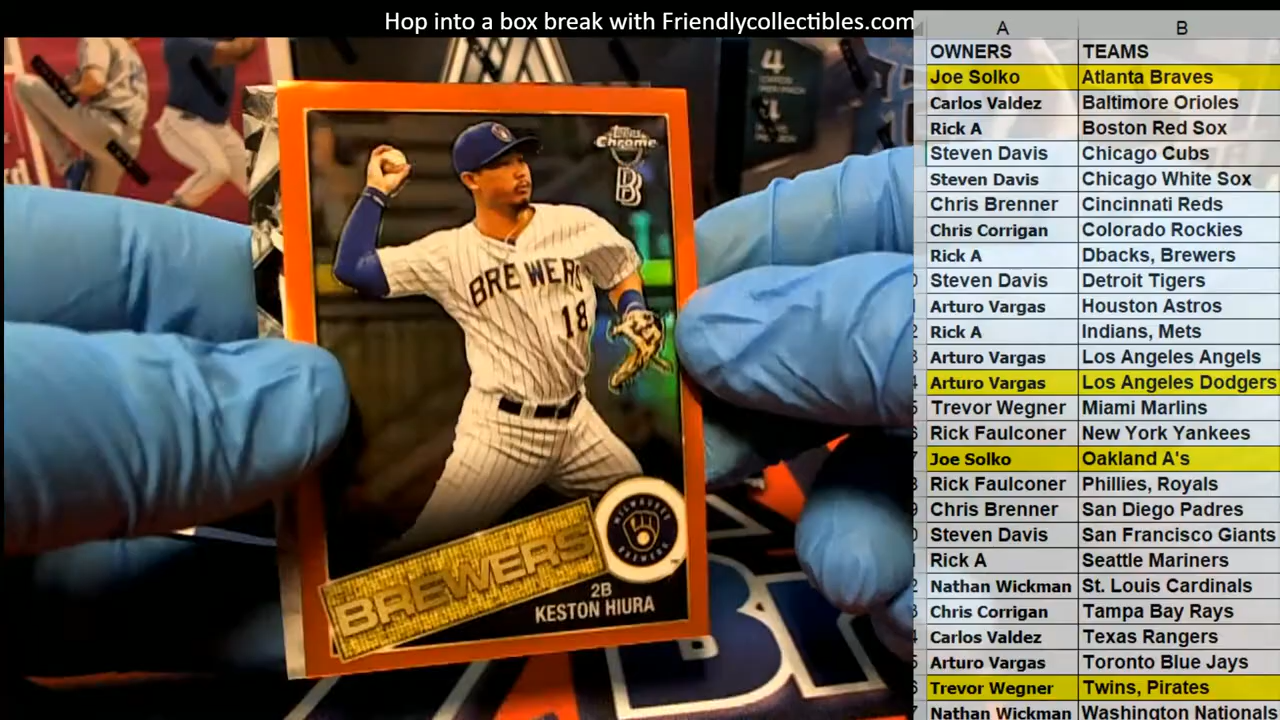 Hop into a box break with Friendlycollectibles.com
A B
OWNERS TEAMS
Joe Solko Atlanta Braves
Carlos Valdez Baltimore Orioles
Rick A Boston Red Sox
Steven Davis Chicago Cubs
Steven Davis Chicago White Sox
Chris Brenner Cincinnati Reds
Chris Corrigan Colorado Rockies
Rick A Dbacks, Brewers
Steven Davis Detroit Tigers
Arturo Vargas Houston Astros
Rick A Indians, Mets
Arturo Vargas Los Angeles Angels
Arturo Vargas Los Angeles Dodgers
Trevor Wegner Miami Marlins
Rick Faulconer New York Yankees
Joe Solko Oakland A's
Rick Faulconer Phillies, Royals
Chris Brenner San Diego Padres
Steven Davis San Francisco Giants
Rick A Seattle Mariners
Nathan Wickman St. Louis Cardinals
Chris Corrigan Tampa Bay Rays
Carlos Valdez Texas Rangers
Arturo Vargas Toronto Blue Jays
Trevor Wegner Twins, Pirates
Nathan Wickman Washington Nationals
Topps
Chrome
B
BREWERS
18
MILWAUKEE
BREWERS
BREWERS
2B
KESTON HIURA
4